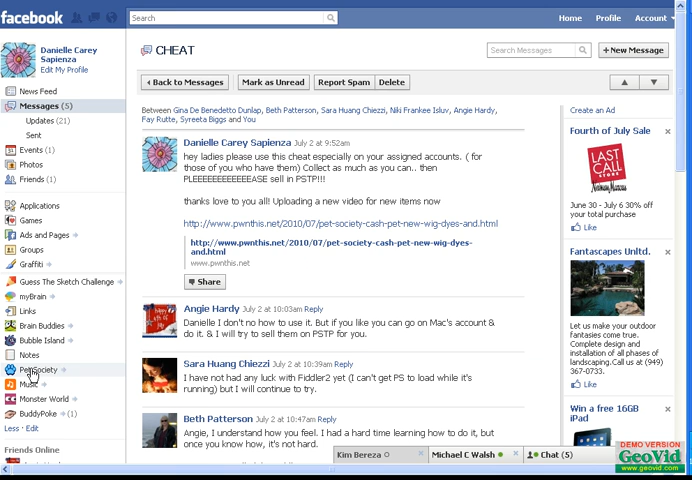 facebook
Search
Home Profile Account
Danielle Carey Sapienza
Edit My Profile
News Feed
Messages (5)
Updates (21)
Sent
Events (1)
Photos
Friends (1)
Applications
Games
Ads and Pages
Groups
Graffiti
Guess The Sketch Challenge
myBrain
Links
Brain Buddies
Bubble Island
Notes
Pet Society
Music
Monster World
BuddyPoke (1)
Less · Edit
Friends Online
CHEAT
Search Messages
+ New Message
Back to Messages Mark as Unread Report Spam Delete
Between Gina De Benedetto Dunlap, Beth Patterson, Sara Huang Chiezzi, Niki Frankee Isluv, Angie Hardy,
Fay Rutte, Syreeta Biggs and You
Danielle Carey Sapienza July 2 at 9:52am
hey ladies please use this cheat especially on your assigned accounts. ( for
those of you who have them) Collect as much as you can.. then
PLEEEEEEEEEEEEASE sell in PSTP!!!
thanks love to you all! Uploading a new video for new items now
http://www.pwnthis.net/2010/07/pet-society-cash-pet-new-wig-dyes-and.html
http://www.pwnthis.net/2010/07/pet-society-cash-pet-new-wig-dyes-
and.html
www.pwnthis.net
Share
Angie Hardy July 2 at 10:03am Reply
Danielle I don't no how to use it. But if you like you can go on Mac's account &
do it. & I will try to sell them on PSTP for you.
Sara Huang Chiezzi July 2 at 10:39am Reply
I have not had any luck with Fiddler2 yet (I can't get PS to load while it's
running) but I will continue to try.
Beth Patterson July 2 at 10:47am Reply
Angie, I understand how you feel. I had a hard time learning how to do it, but
once you know how, it's not hard.
Create an Ad
Fourth of July Sale
LAST
CALL
STORE
Neiman Marcus
June 30 - July 6 30% off
your total purchase
Like
Fantascapes Unltd.
Let us make your outdoor
fantasies come true.
Complete design and
installation of all phases of
landscaping.Call us at (949)
367-0733.
Like
Win a free 16GB
iPad
Kim Bereza
Michael C Walsh
Chat (5)
DEMO VERSION
GeoVid
www.geovid.com